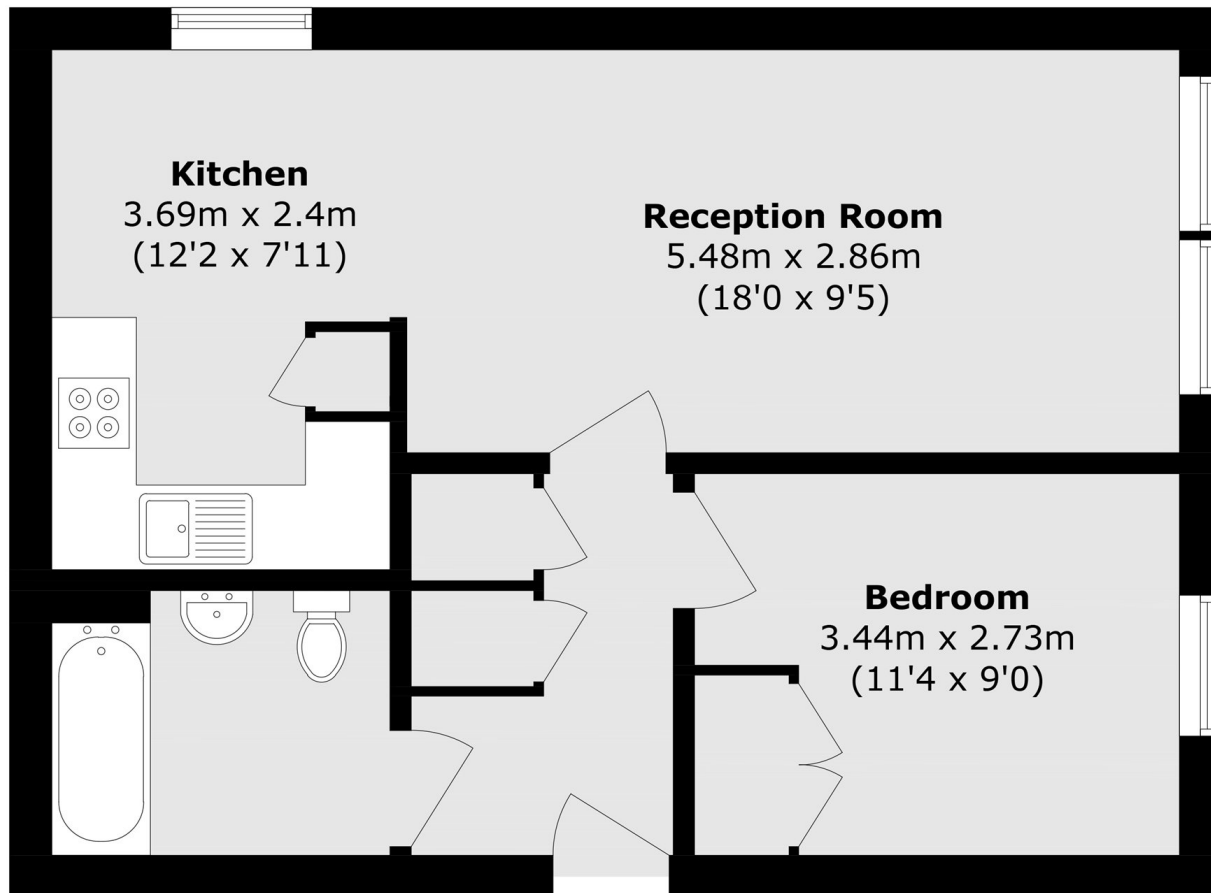 Kitchen
3.69m x 2.4m
(12'2 x 7'11)
Reception Room
5.48m x 2.86m
(18'0 x 9'5)
Bedroom
3.44m x 2.73m
(11'4 x 9'0)